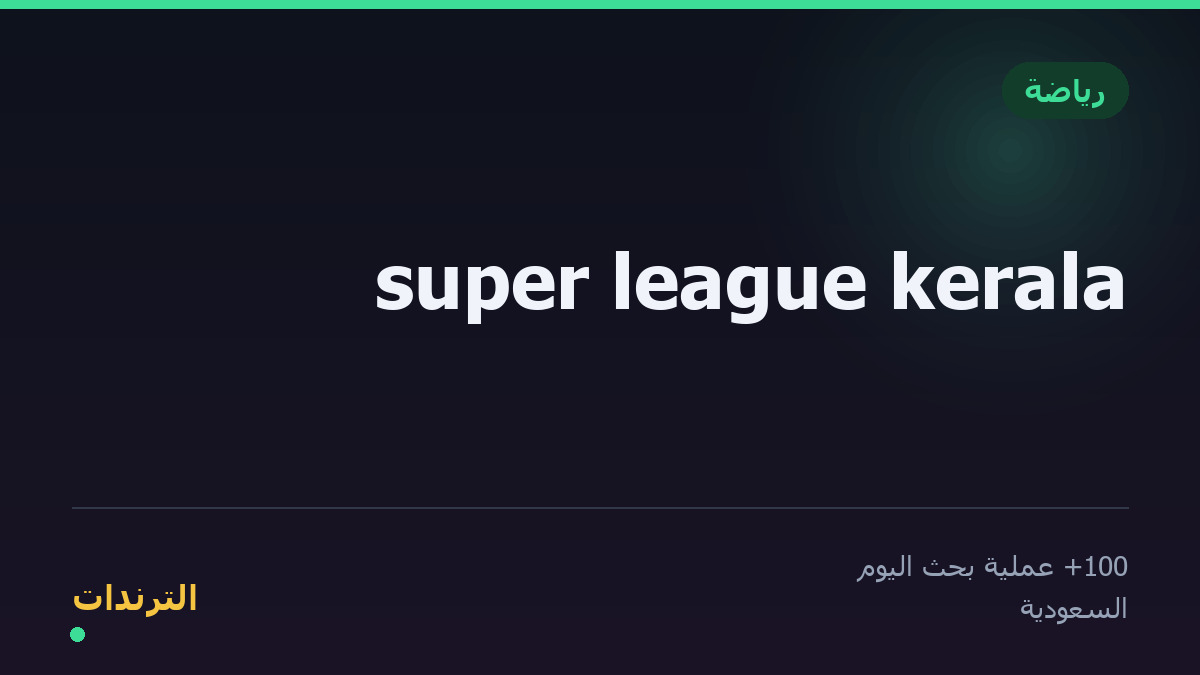 رياضة
super league kerala
100+ عملية بحث اليوم
السعودية
الترندات